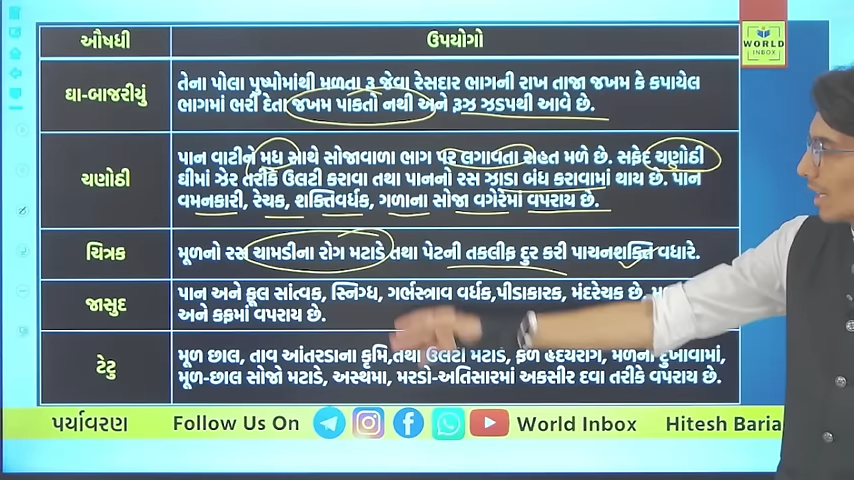 WORLD
INBOX
ઔષધી ઉપયોગો
ઘા-બાજરીયું
તેના પોલા પુષ્પોમાંથી મળતા રૂ જેવા રેસદાર ભાગની રાખ તાજા જખમ કે કપાયેલ
ભાગમાં ભરી દેતા જખમ પાકતો નથી અને રૂઝ ઝડપથી આવે છે.
ચણોઠી
પાન વાટીને મધ સાથે સોજાવાળા ભાગ પર લગાવતા રાહત મળે છે. સફેદ ચણોઠી
ઘીમાં ઝેર તરીકે ઉલટી કરાવા તથા પાનનો રસ ઝાડા બંધ કરાવામાં થાય છે. પાન
વમનકારી, રેચક, શક્તિવર્ધક, ગળાના સોજા વગેરેમાં વપરાય છે.
ચિત્રક
મૂળનો રસ ચામડીના રોગ મટાડે તથા પેટની તકલીફ દુર કરી પાચનશક્તિ વધારે.
જાસુદ
પાન અને ફૂલ સાંત્વક, સ્નિગ્ધ, ગર્ભસ્ત્રાવ વર્ધક,પીડાકારક, મંદરેચક છે.
અને કફમાં વપરાય છે.
ટેટુ
મૂળ છાલ, તાવ આંતરડાના કૃમિ,તથા ઉલટી મટાડે, ફળ હૃદયરોગ, મળના દુખાવામાં,
મૂળ-છાલ સોજો મટાડે, અસ્થમા, મરડો-અતિસારમાં અકસીર દવા તરીકે વપરાય છે.
પર્યાવરણ Follow Us On World Inbox Hitesh Baria